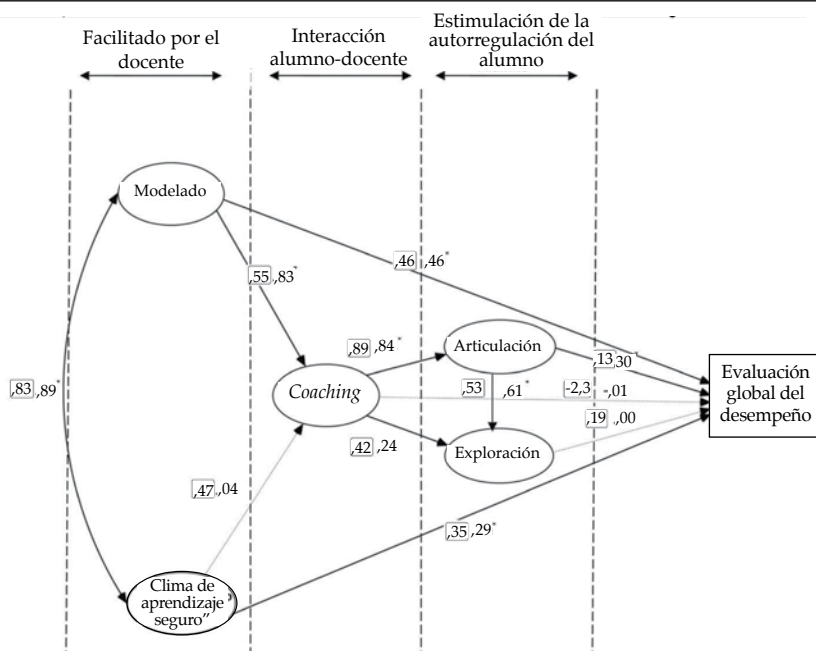 Facilitado por el
docente
Interacción
alumno-docente
Estimulación de la
autorregulación del
alumno
Modelado
,46 ,46*
,55 ,83*
,89 ,84*
Articulación
,13 ,30*
Evaluación
global del
desempeño
,83 ,89*
Coaching
,53 ,61*
-2,3 -,01
,19 ,00
,42 ,24
Exploración
,47 ,04
,35 ,29*
Clima de
aprendizaje
seguro”